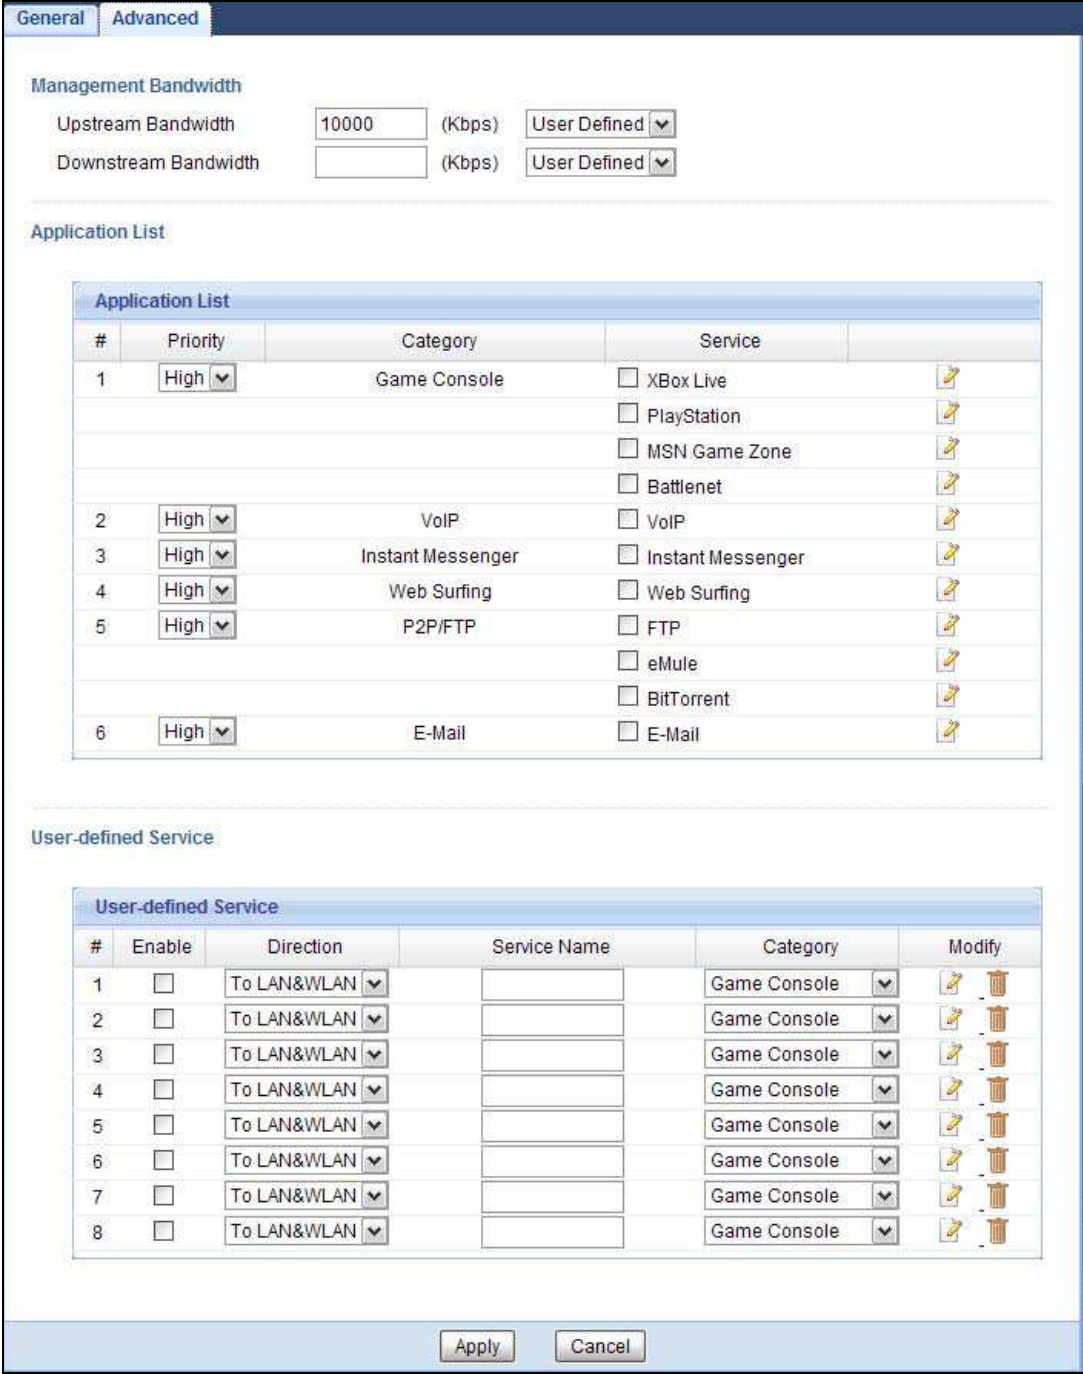 General Advanced
Management Bandwidth
Upstream Bandwidth 10000 (Kbps) User Defined
Downstream Bandwidth (Kbps) User Defined
Application List
Application List
# Priority Category Service
1 High Game Console XBox Live
PlayStation
MSN Game Zone
Battlenet
2 High VoIP VoIP
3 High Instant Messenger Instant Messenger
4 High Web Surfing Web Surfing
5 High P2P/FTP FTP
eMule
BitTorrent
6 High E-Mail E-Mail
User-defined Service
User-defined Service
# Enable Direction Service Name Category Modify
1 To LAN&WLAN Game Console
2 To LAN&WLAN Game Console
3 To LAN&WLAN Game Console
4 To LAN&WLAN Game Console
5 To LAN&WLAN Game Console
6 To LAN&WLAN Game Console
7 To LAN&WLAN Game Console
8 To LAN&WLAN Game Console
Apply Cancel